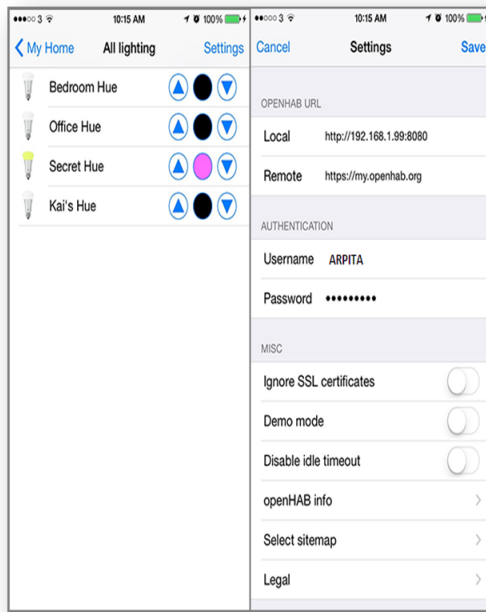 3 10:15 AM 100%
My Home All lighting Settings
Bedroom Hue
Office Hue
Secret Hue
Kai's Hue
3 10:15 AM 100%
Cancel Settings Save
OPENHAB URL
Local http://192.168.1.99:8080
Remote https://my.openhab.org
AUTHENTICATION
Username ARPITA
Password •••••••••
MISC
Ignore SSL certificates
Demo mode
Disable idle timeout
openHAB info
Select sitemap
Legal